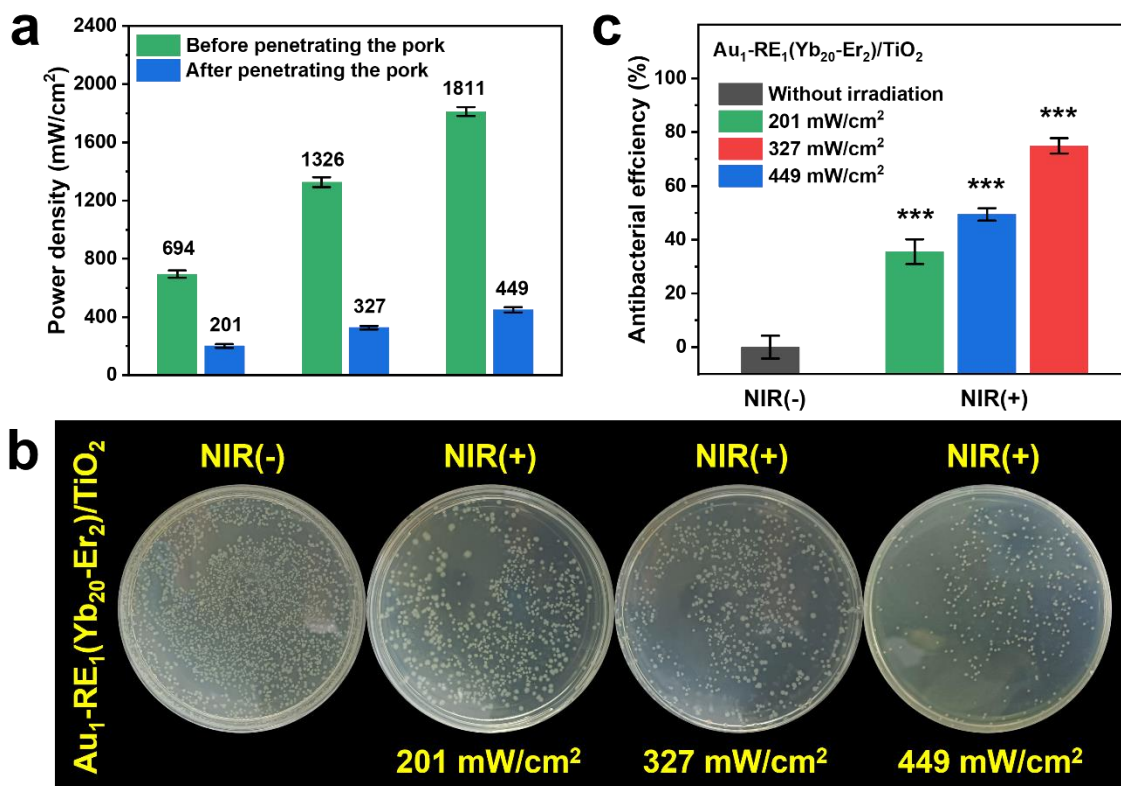 a
Power density (mW/cm²)
2400
2000
1600
1200
800
400
0
Before penetrating the pork
After penetrating the pork
694
201
1326
327
1811
449
c
Antibacterial effciency (%)
Au₁-RE₁(Yb₂₀-Er₂)/TiO₂
100
80
60
40
20
0
Without irradiation
201 mW/cm²
327 mW/cm²
449 mW/cm²
***
***
***
NIR(-)
NIR(+)
b
Au₁-RE₁(Yb₂₀-Er₂)/TiO₂
NIR(-)
NIR(+)
NIR(+)
NIR(+)
201 mW/cm²
327 mW/cm²
449 mW/cm²